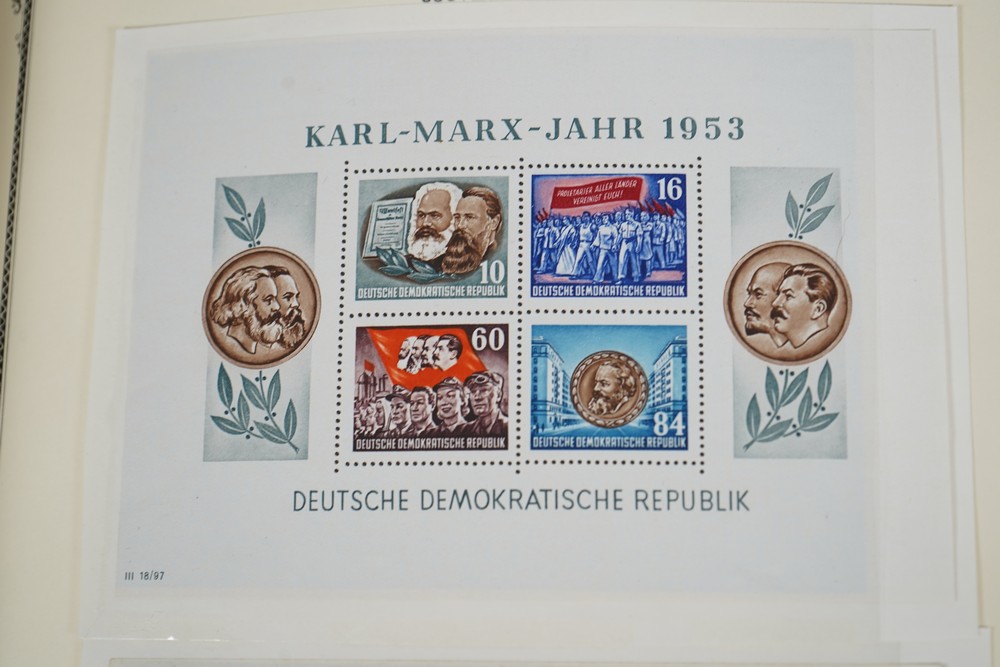 KARL-MARX-JAHR 1953
10
DEUTSCHE DEMOKRATISCHE REPUBLIK
PROLETARIER ALLER LÄNDER
VEREINIGT EUCH!
16
DEUTSCHE DEMOKRATISCHE REPUBLIK
60
DEUTSCHE DEMOKRATISCHE REPUBLIK
84
DEUTSCHE DEMOKRATISCHE REPUBLIK
DEUTSCHE DEMOKRATISCHE REPUBLIK
III 18/97